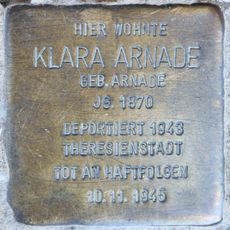 HIER WOHNTE
KLARA ARNADE
GEB. ARNADE
JG. 1870
DEPORTIERT 1943
THERESIENSTADT
TOT AN HAFTFOLGEN
10.11.1945